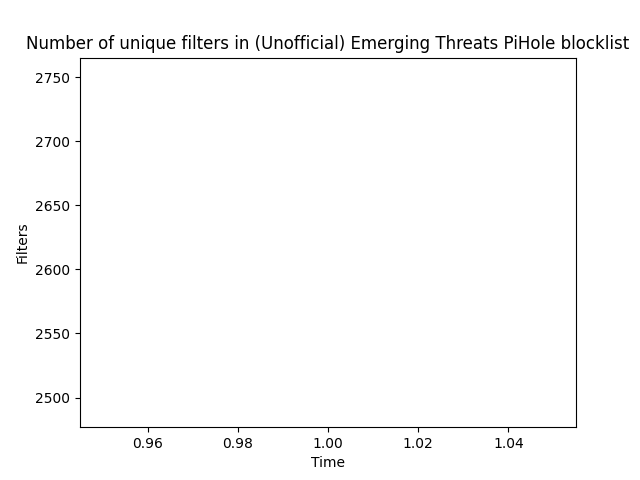 Number of unique filters in (Unofficial) Emerging Threats PiHole blocklist
2750
2700
2650
2600
2550
2500
Filters
0.96 0.98 1.00 1.02 1.04
Time